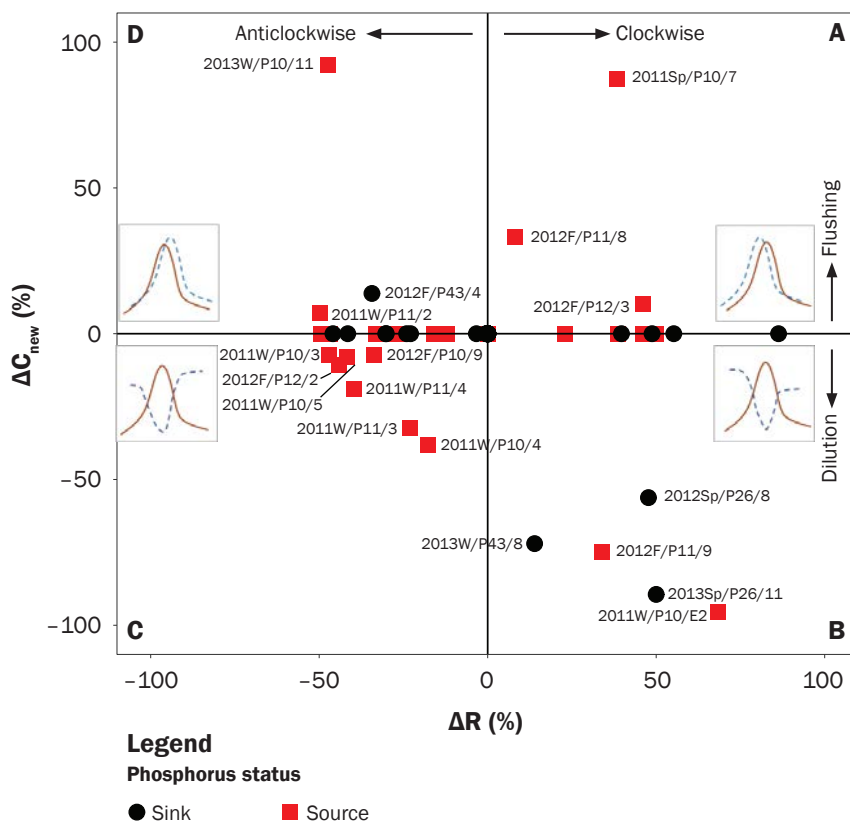 D
Anticlockwise
Clockwise
A
100
2013W/P10/11
2011Sp/P10/7
50
Flushing
2012F/P11/8
2012F/P43/4
2012F/P12/3
2011W/P11/2
ΔCnew (%)
0
2011W/P10/3
2012F/P10/9
2012F/P12/2
2011W/P11/4
2011W/P10/5
2011W/P11/3
2011W/P10/4
Dilution
−50
2012Sp/P26/8
2013W/P43/8
2012F/P11/9
2013Sp/P26/11
2011W/P10/E2
−100
C
B
−100
−50
0
50
100
ΔR (%)
Legend
Phosphorus status
Sink
Source